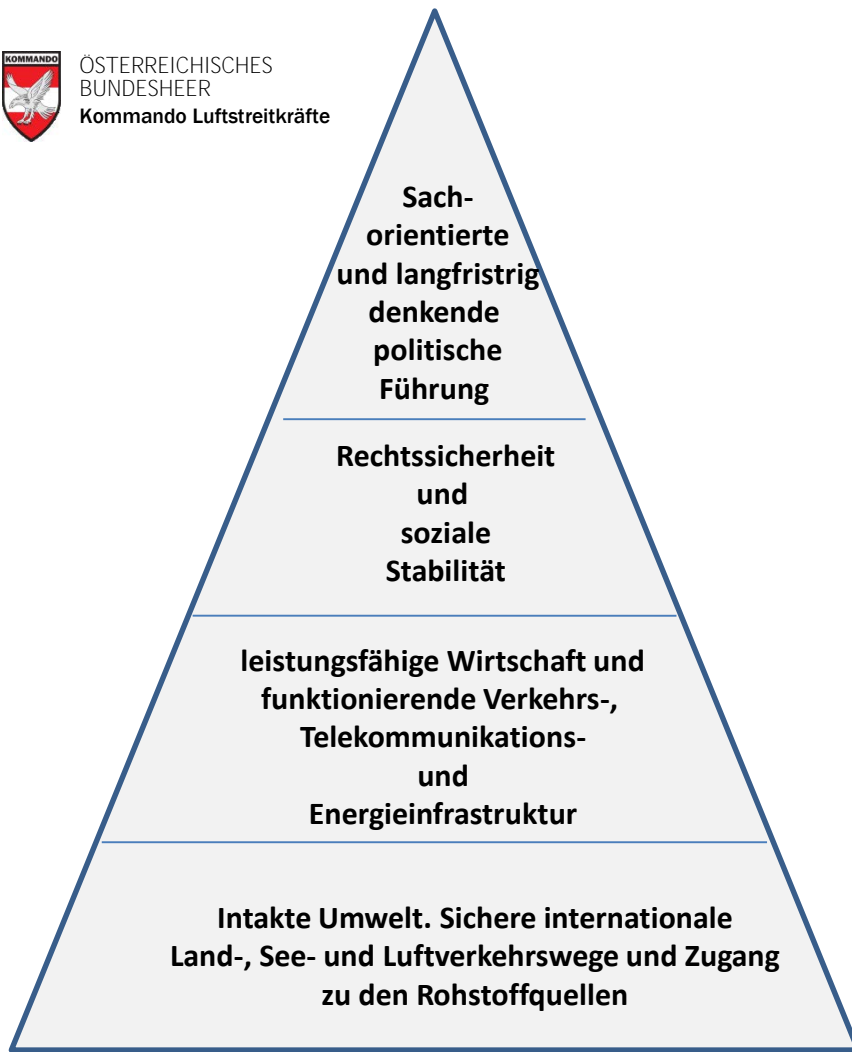 KOMMANDO
ÖSTERREICHISCHES
BUNDESHEER
Kommando Luftstreitkräfte
Sach-
orientierte
und langfristrig
denkende
politische
Führung
Rechtssicherheit
und
soziale
Stabilität
leistungsfähige Wirtschaft und
funktionierende Verkehrs-,
Telekommunikations-
und
Energieinfrastruktur
Intakte Umwelt. Sichere internationale
Land-, See- und Luftverkehrswege und Zugang
zu den Rohstoffquellen